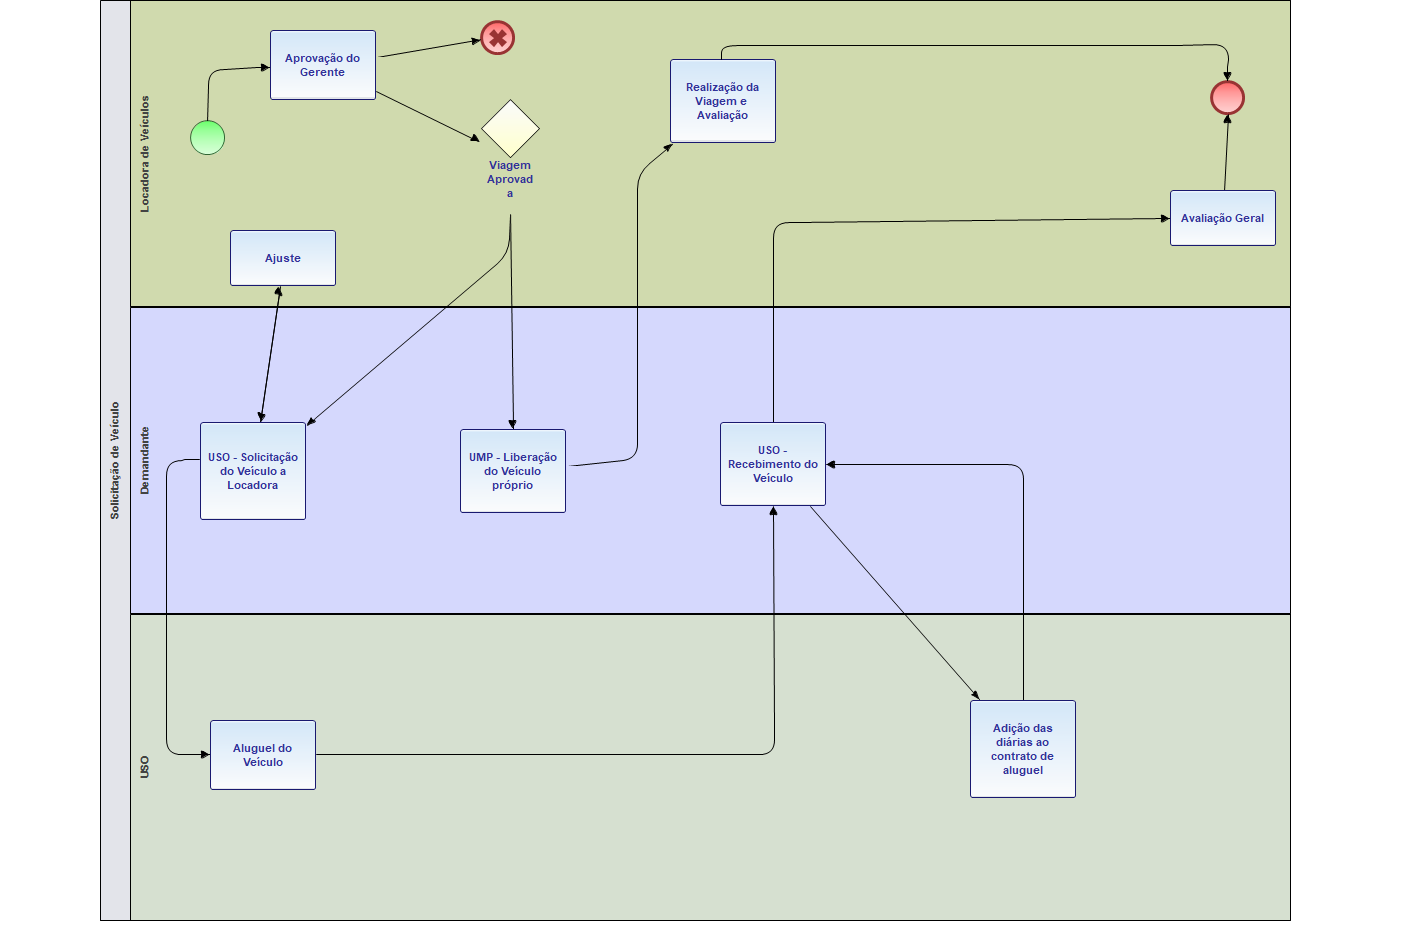 Solicitação de Veículo
Locadora de Veículos
Aprovação do
Gerente
Viagem
Aprovad
a
Realização da
Viagem e
Avaliação
Avaliação Geral
Ajuste
Demandante
USO - Solicitação
do Veiculo a
Locadora
UMP - Liberação
do Veículo
próprio
USO -
Recebimento do
Veículo
USO
Aluguel do
Veículo
Adição das
diárias ao
contrato de
aluguel